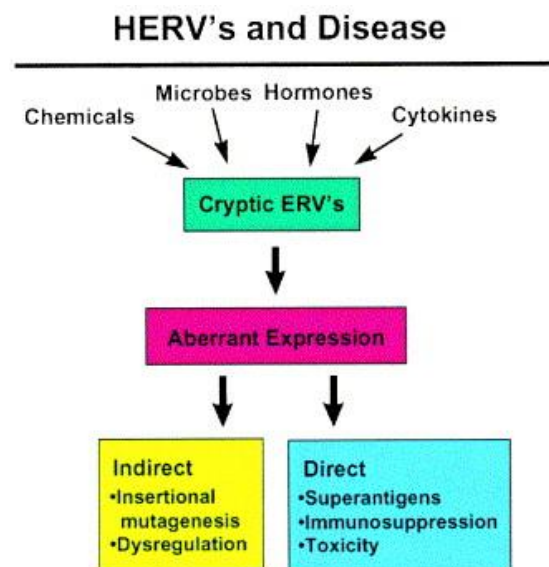 HERV's and Disease
Microbes Hormones
Chemicals
Cytokines
Cryptic ERV's
Aberrant Expression
Indirect
•Insertional
mutagenesis
•Dysregulation
Direct
•Superantigens
•Immunosuppression
•Toxicity